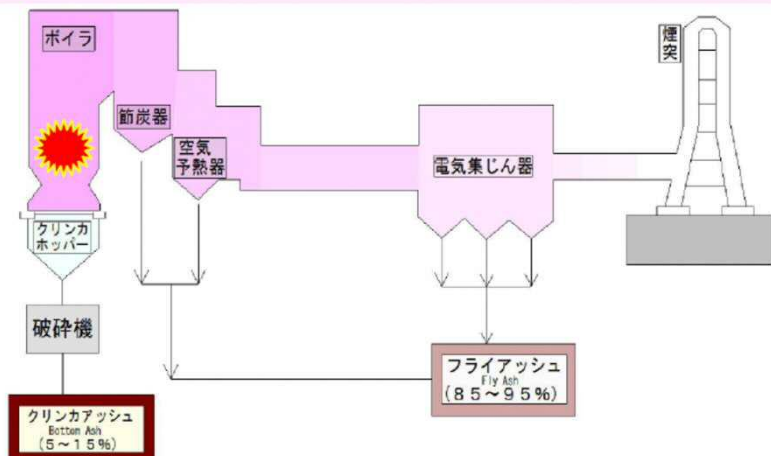 ボイラ
煙突
節炭器
空気
予熱器
電気集じん器
クリンカ
ホッパー
破砕機
フライアッシュ
Fly Ash
(85~95%)
クリンカアッシュ
Bottom Ash
(5~15%)